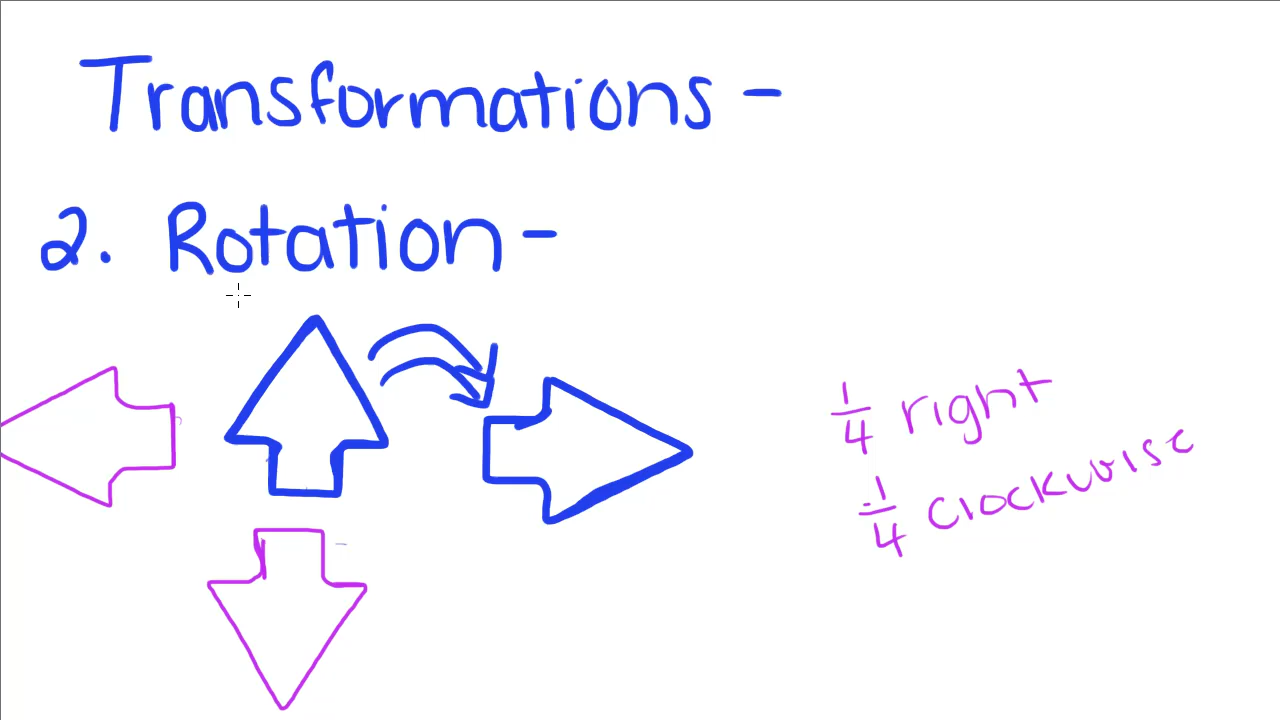 Transformations -
2. Rotation -
1/4 right
1/4 clockwise